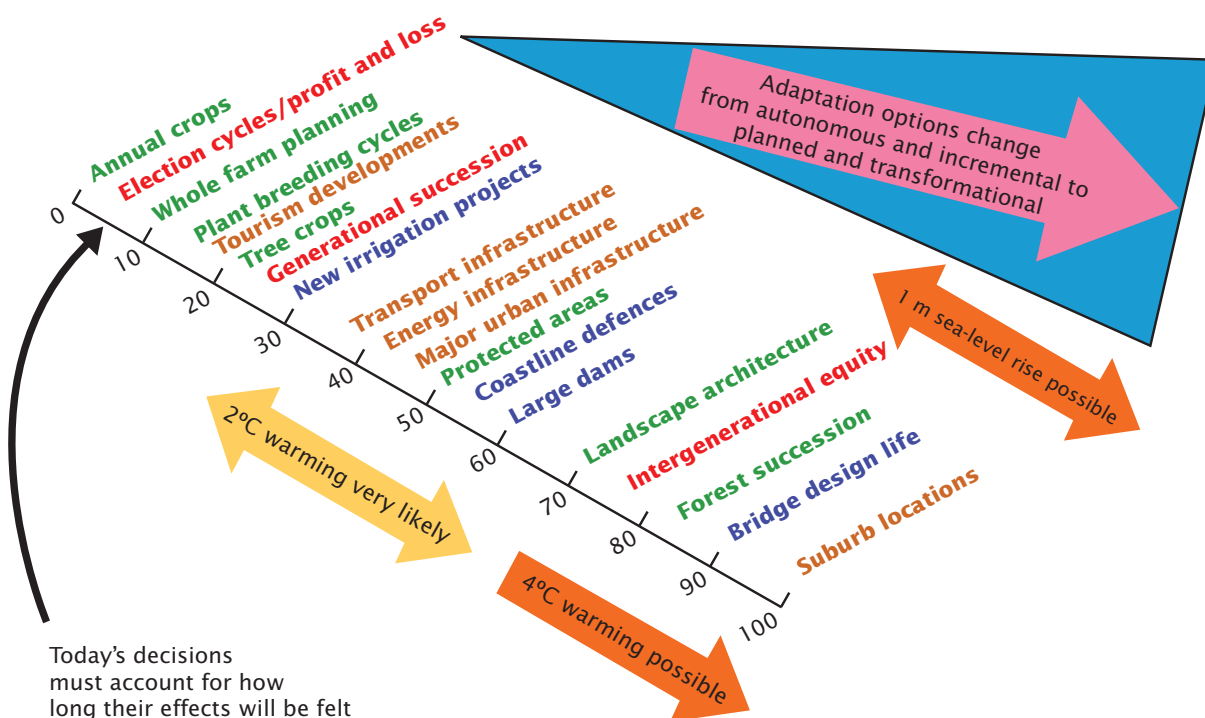 Annual crops
Election cycles/profit and loss
Whole farm planning
Plant breeding cycles
Tourism developments
Tree crops
Generational succession
New irrigation projects
Transport infrastructure
Energy infrastructure
Major urban infrastructure
Protected areas
Coastline defences
Large dams
Landscape architecture
Intergenerational equity
Forest succession
Bridge design life
Suburb locations
0
10
20
30
40
50
60
70
80
90
100
Adaptation options change
from autonomous and incremental to
planned and transformational
1 m sea-level rise possible
2ºC warming very likely
4ºC warming possible
Today's decisions
must account for how
long their effects will be felt